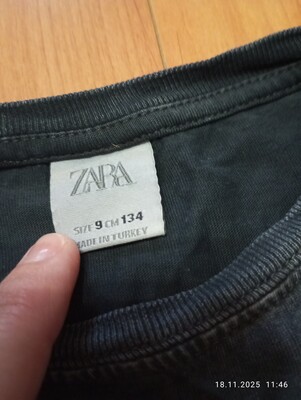 ZARA
SIZE 9 CM 134
MADE IN TURKEY
18.11.2025 11:46